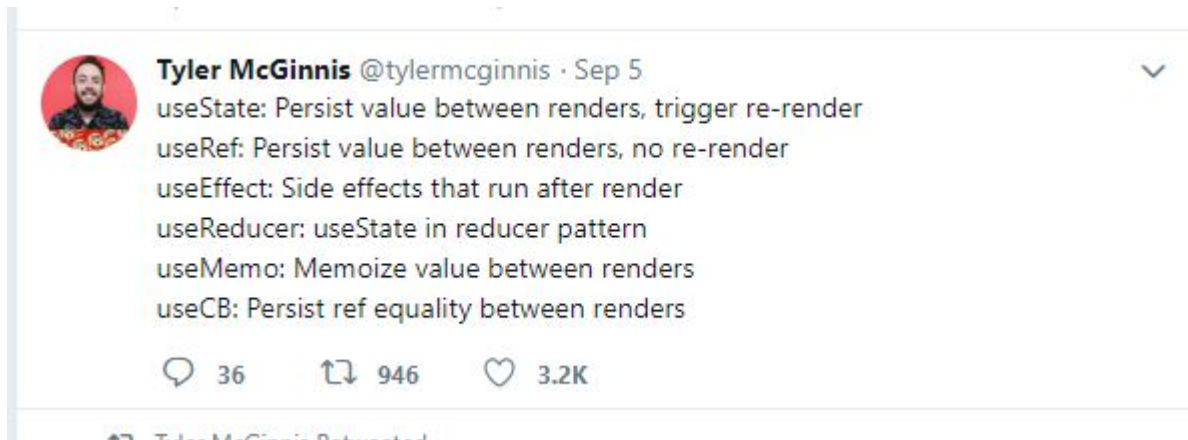 Tyler McGinnis @tylermcginnis · Sep 5
useState: Persist value between renders, trigger re-render
useRef: Persist value between renders, no re-render
useEffect: Side effects that run after render
useReducer: useState in reducer pattern
useMemo: Memoize value between renders
useCB: Persist ref equality between renders
36 946 3.2K
Tyler McGinnis Retweeted